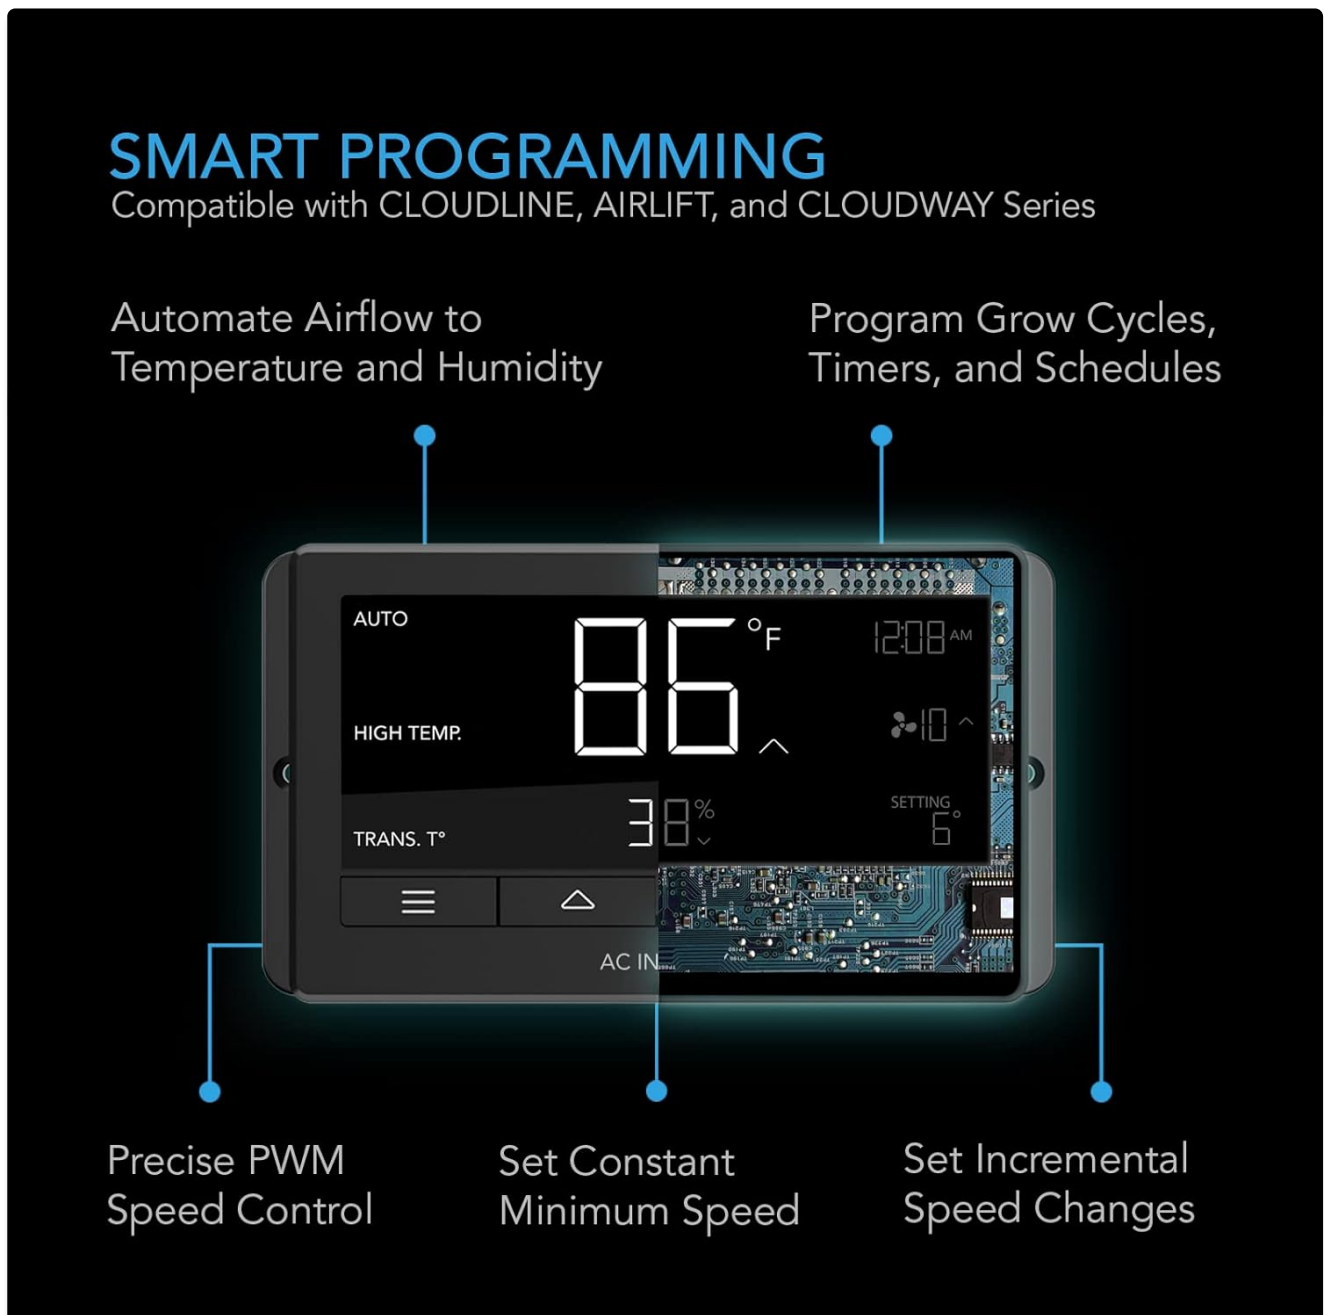 SMART PROGRAMMING
Compatible with CLOUDLINE, AIRLIFT, and CLOUDWAY Series
Automate Airflow to
Temperature and Humidity
Program Grow Cycles,
Timers, and Schedules
AUTO
86 °F
12:08 AM
HIGH TEMP.
10
TRANS. T°
38 %
SETTING
6°
AC IN
Precise PWM
Speed Control
Set Constant
Minimum Speed
Set Incremental
Speed Changes